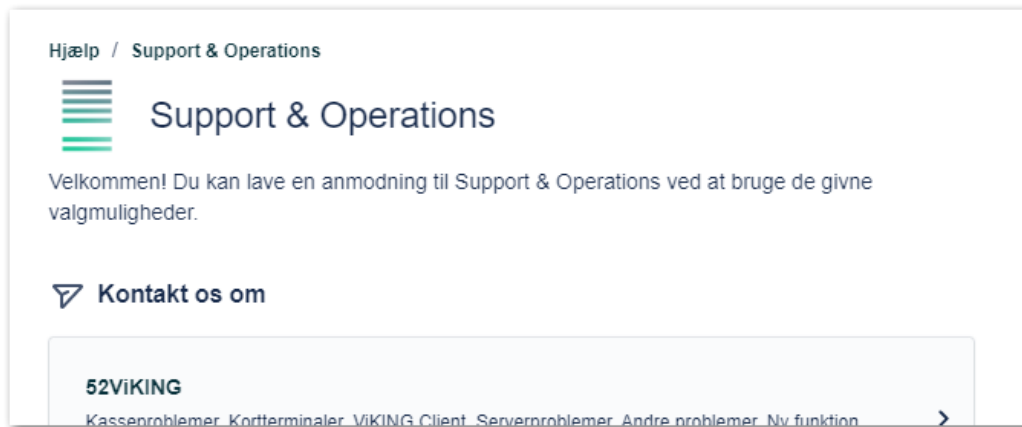 Hjælp / Support & Operations
Support & Operations
Velkommen! Du kan lave en anmodning til Support & Operations ved at bruge de givne
valgmuligheder.
Kontakt os om
52ViKING
Kasseproblemer, Kortterminaler, ViKING Client, Serverproblemer, Andre problemer, Ny funktion